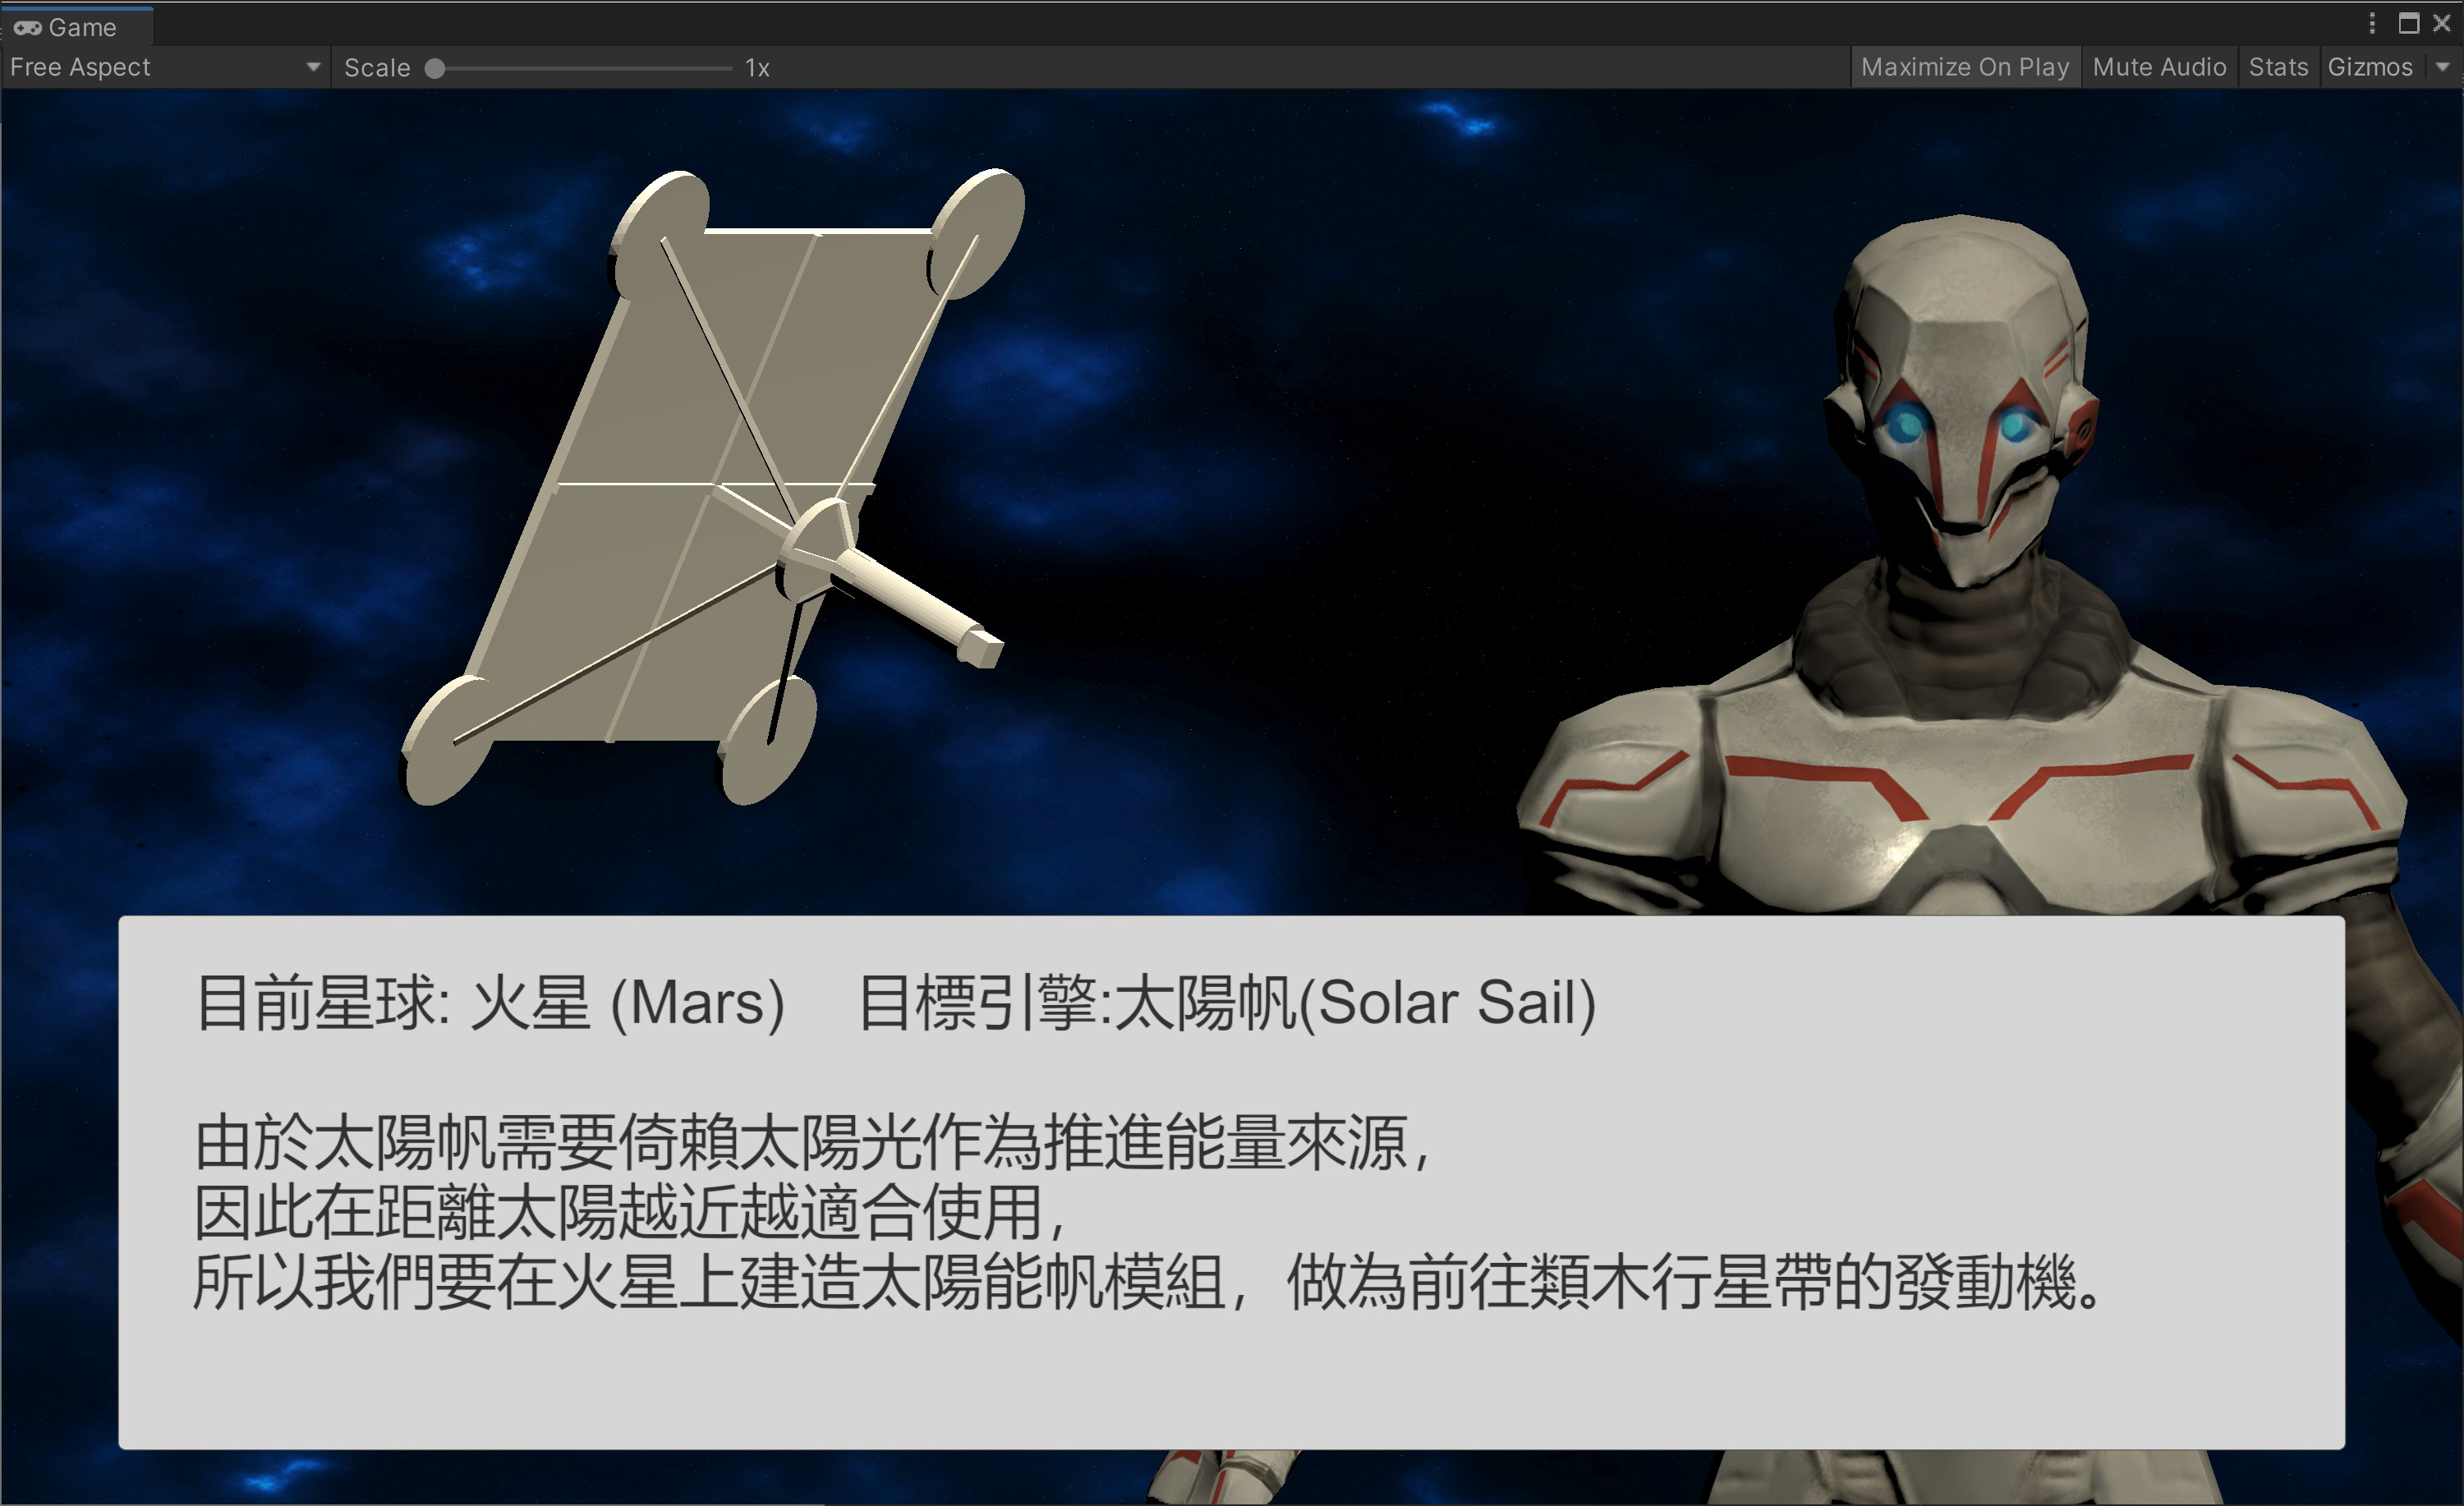 Game
Free Aspect Scale 1x Maximize On Play Mute Audio Stats Gizmos
目前星球: 火星 (Mars) 目標引擎:太陽帆(Solar Sail)
由於太陽帆需要倚賴太陽光作為推進能量來源,
因此在距離太陽越近越適合使用,
所以我們要在火星上建造太陽能帆模組，做為前往類木行星帶的發動機。